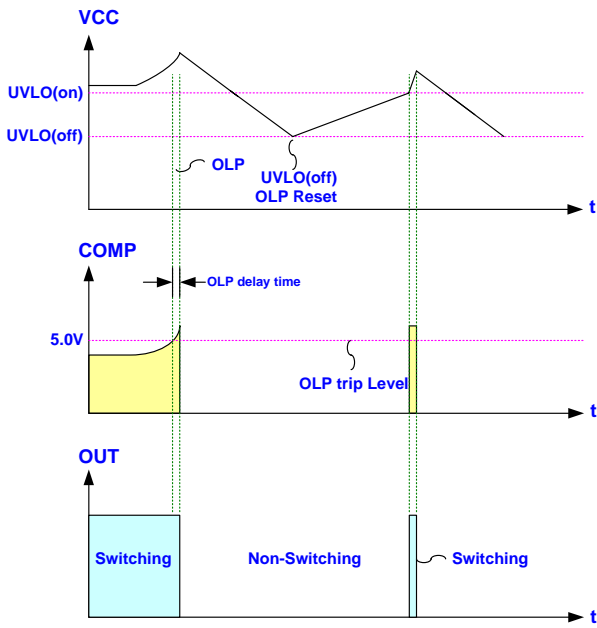 VCC
UVLO(on)
UVLO(off)
OLP
UVLO(off)
OLP Reset
t
COMP
OLP delay time
5.0V
OLP trip Level
t
OUT
Switching
Non-Switching
Switching
t